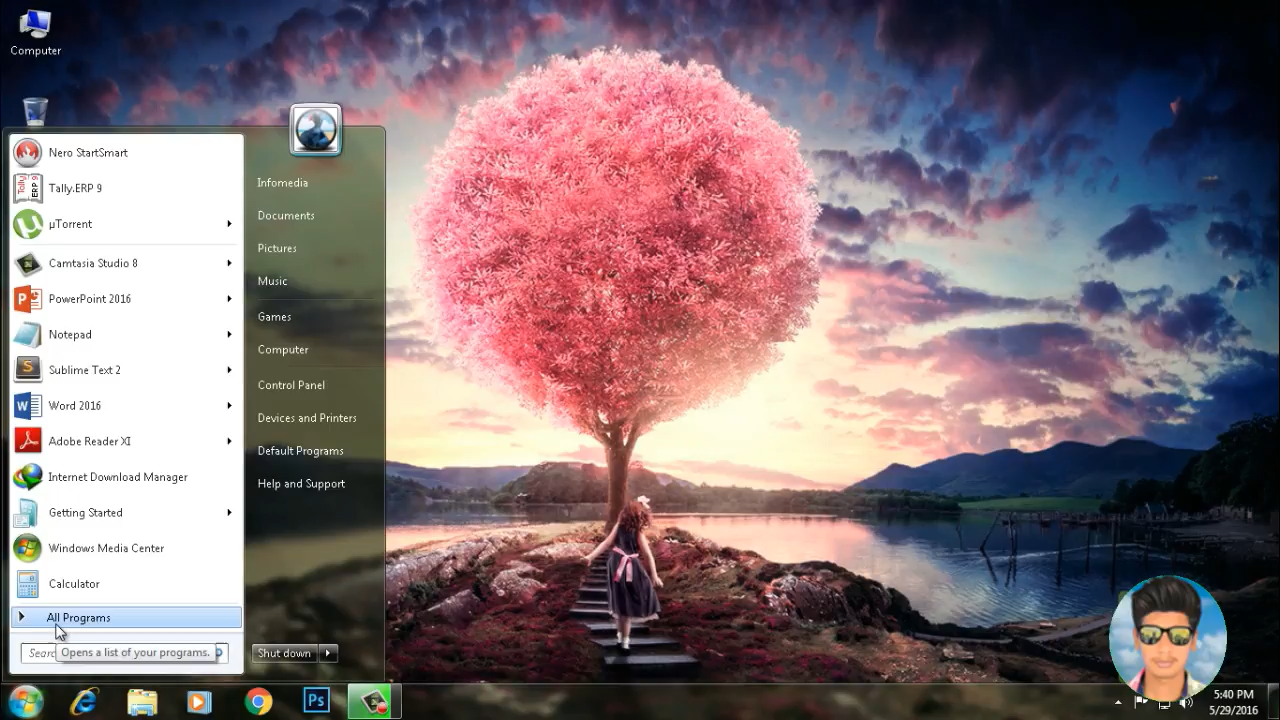 Computer
Nero StartSmart
Tally.ERP 9
µTorrent
Camtasia Studio 8
PowerPoint 2016
Notepad
Sublime Text 2
Word 2016
Adobe Reader XI
Internet Download Manager
Getting Started
Windows Media Center
Calculator
All Programs
Searc
Opens a list of your programs.
Infomedia
Documents
Pictures
Music
Games
Computer
Control Panel
Devices and Printers
Default Programs
Help and Support
Shut down
Ps
5:40 PM
5/29/2016